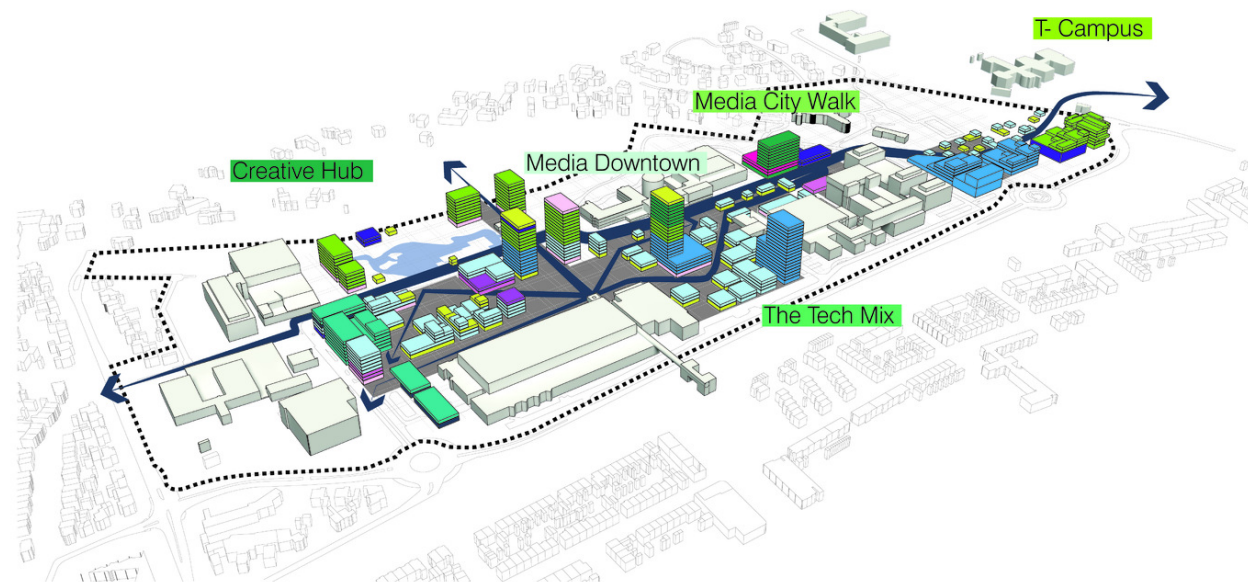 T- Campus
Media City Walk
Media Downtown
Creative Hub
The Tech Mix